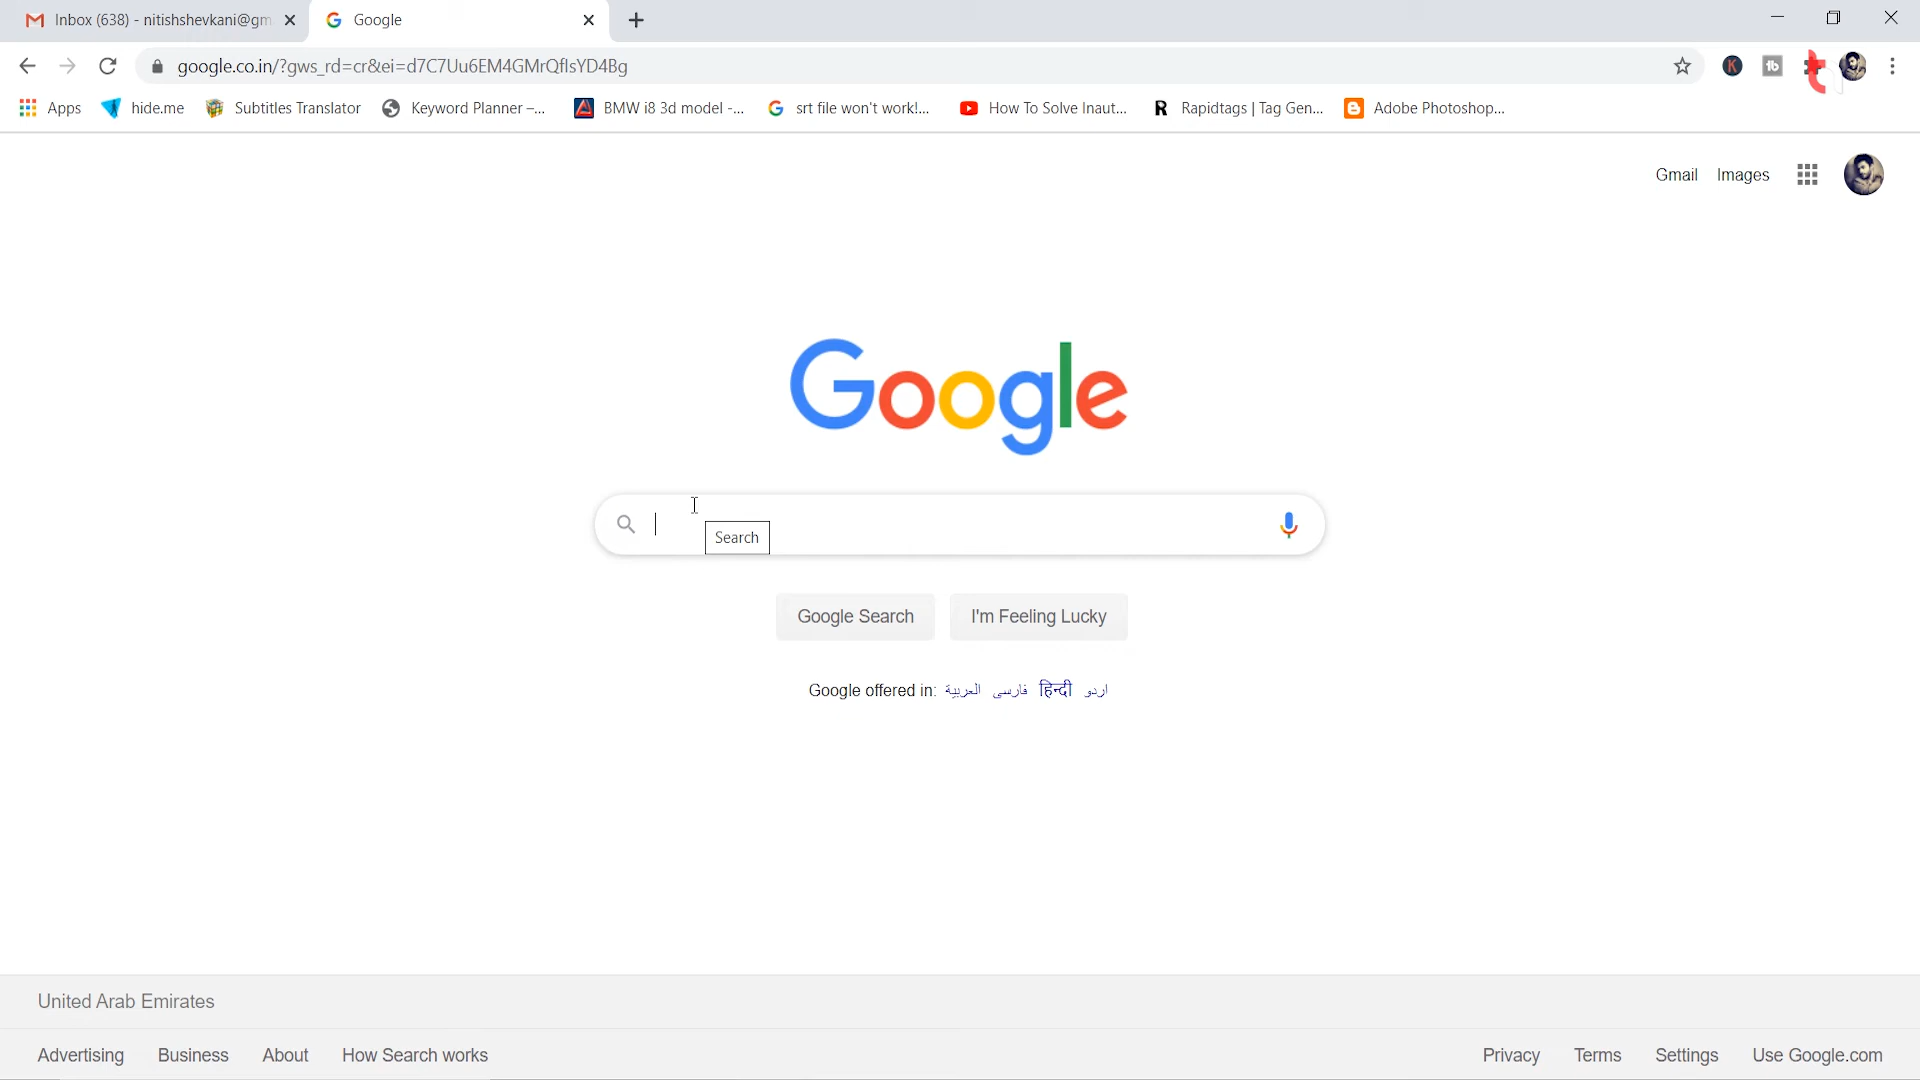 Inbox (638) - nitishshevkani@gm
Google
google.co.in/?gws_rd=cr&ei=d7C7Uu6EM4GMrQflsYD4Bg
Apps hide.me Subtitles Translator Keyword Planner –... BMW i8 3d model -... srt file won't work!... How To Solve Inaut... R Rapidtags | Tag Gen... Adobe Photoshop...
Gmail Images
Google
Search
Google Search I'm Feeling Lucky
Google offered in: العربية فارسی हिन्दी اردو
United Arab Emirates
Advertising Business About How Search works Privacy Terms Settings Use Google.com